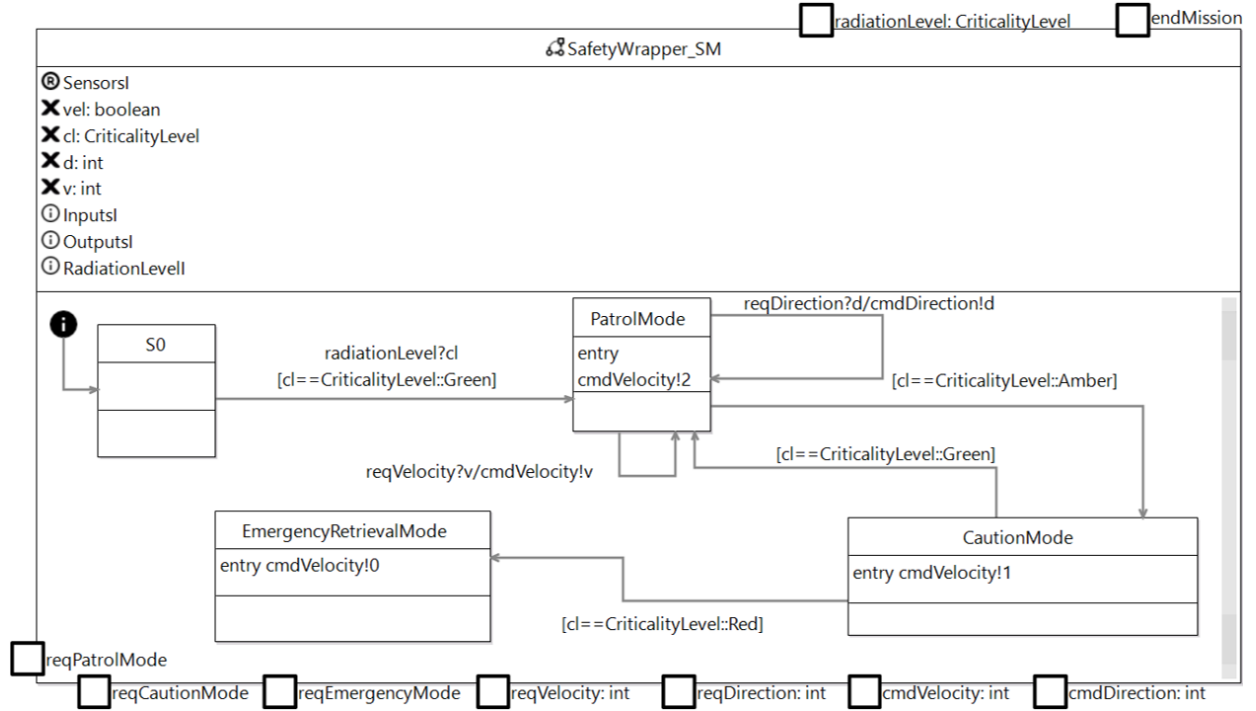 radiationLevel: CriticalityLevel
endMission
SafetyWrapper_SM
R SensorsI
vel: boolean
cl: CriticalityLevel
d: int
v: int
i InputsI
i OutputsI
i RadiationLevelI
i
S0
radiationLevel?cl
[cl==CriticalityLevel::Green]
PatrolMode
entry
cmdVelocity!2
reqDirection?d/cmdDirection!d
[cl==CriticalityLevel::Amber]
reqVelocity?v/cmdVelocity!v
[cl==CriticalityLevel::Green]
EmergencyRetrievalMode
entry cmdVelocity!0
CautionMode
entry cmdVelocity!1
[cl==CriticalityLevel::Red]
reqPatrolMode
reqCautionMode
reqEmergencyMode
reqVelocity: int
reqDirection: int
cmdVelocity: int
cmdDirection: int